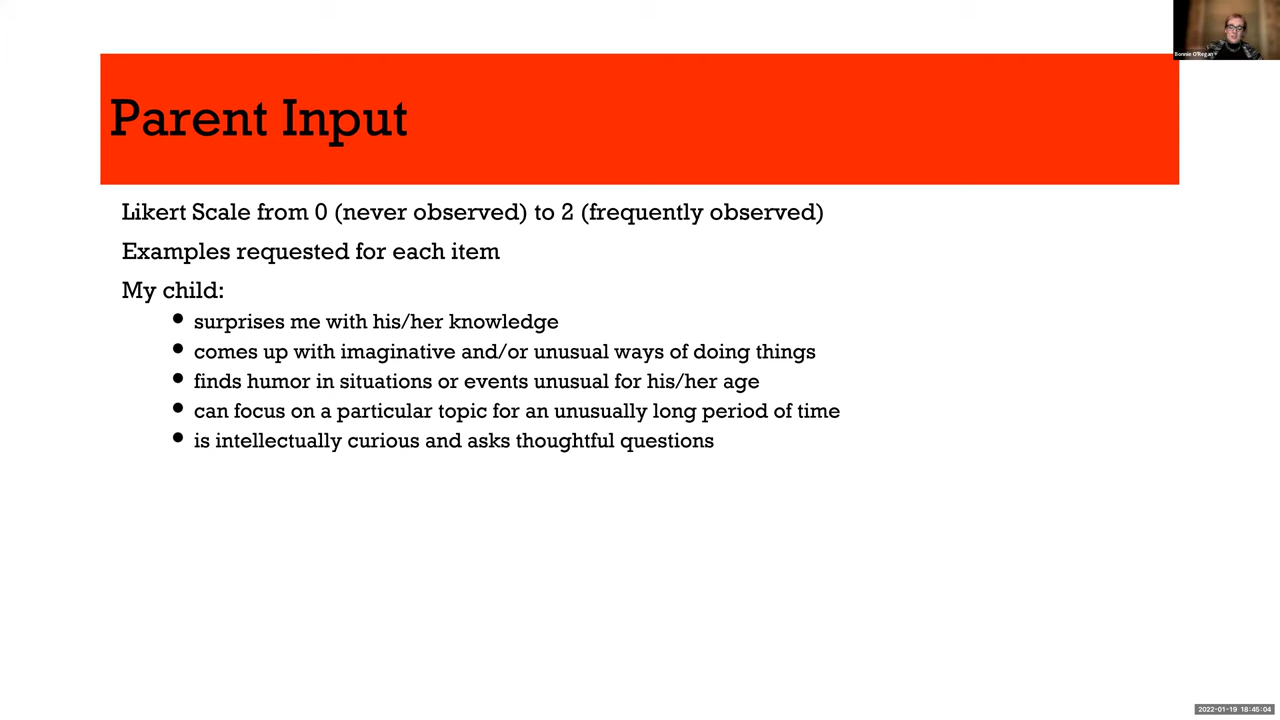 Bonnie O'Regan
Parent Input
Likert Scale from 0 (never observed) to 2 (frequently observed)
Examples requested for each item
My child:
• surprises me with his/her knowledge
• comes up with imaginative and/or unusual ways of doing things
• finds humor in situations or events unusual for his/her age
• can focus on a particular topic for an unusually long period of time
• is intellectually curious and asks thoughtful questions
2022-01-19 18:45:04